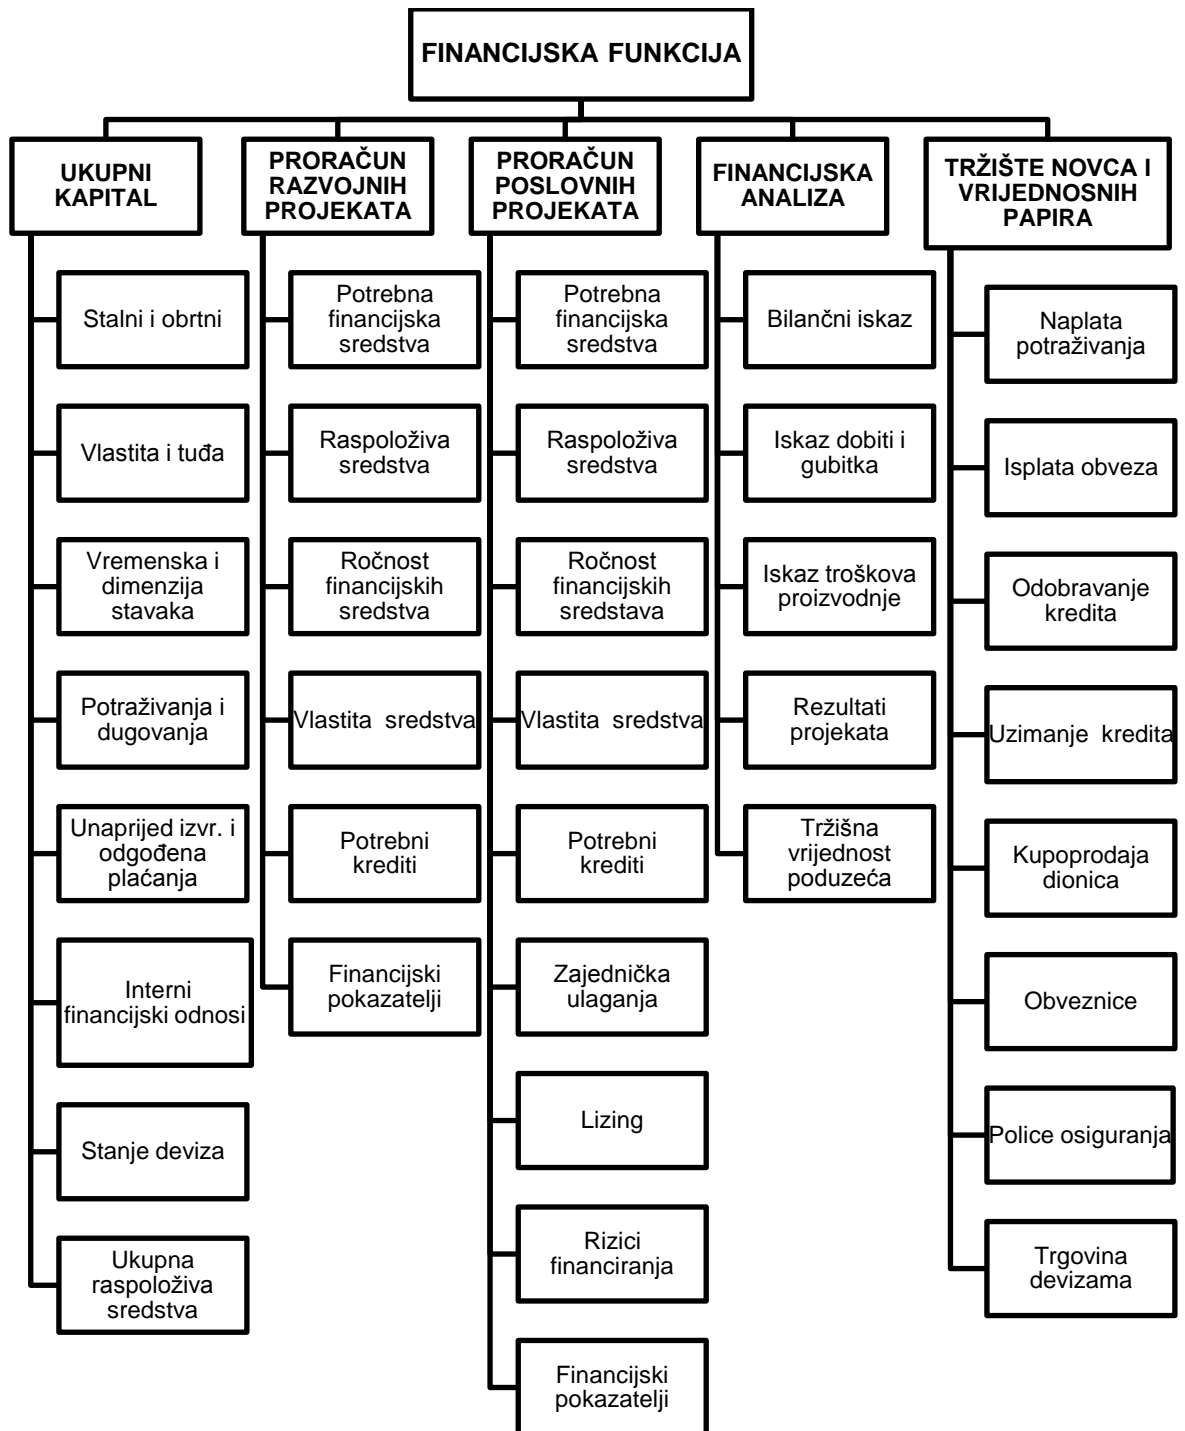 FINANCIJSKA FUNKCIJA
UKUPNI
KAPITAL
Stalni i obrtni
Vlastita i tuđa
Vremenska i
dimenzija
stavaka
Potraživanja i
dugovanja
Unaprijed izvr. i
odgođena
plaćanja
Interni
financijski odnosi
Stanje deviza
Ukupna
raspoloživa
sredstva
PRORAČUN
RAZVOJNIH
PROJEKATA
Potrebna
financijska
sredstva
Raspoloživa
sredstva
Ročnost
financijskih
sredstva
Vlastita sredstva
Potrebni
krediti
Financijski
pokazatelji
PRORAČUN
POSLOVNIH
PROJEKATA
Potrebna
financijska
sredstva
Raspoloživa
sredstva
Ročnost
financijskih
sredstava
Vlastita sredstva
Potrebni
krediti
Zajednička
ulaganja
Lizing
Rizici
financiranja
Financijski
pokazatelji
FINANCIJSKA
ANALIZA
Bilančni iskaz
Iskaz dobiti i
gubitka
Iskaz troškova
proizvodnje
Rezultati
projekata
Tržišna
vrijednost
poduzeća
TRŽIŠTE NOVCA I
VRIJEDNOSNIH
PAPIRA
Naplata
potraživanja
Isplata obveza
Odobravanje
kredita
Uzimanje kredita
Kupoprodaja
dionica
Obveznice
Police osiguranja
Trgovina
devizama